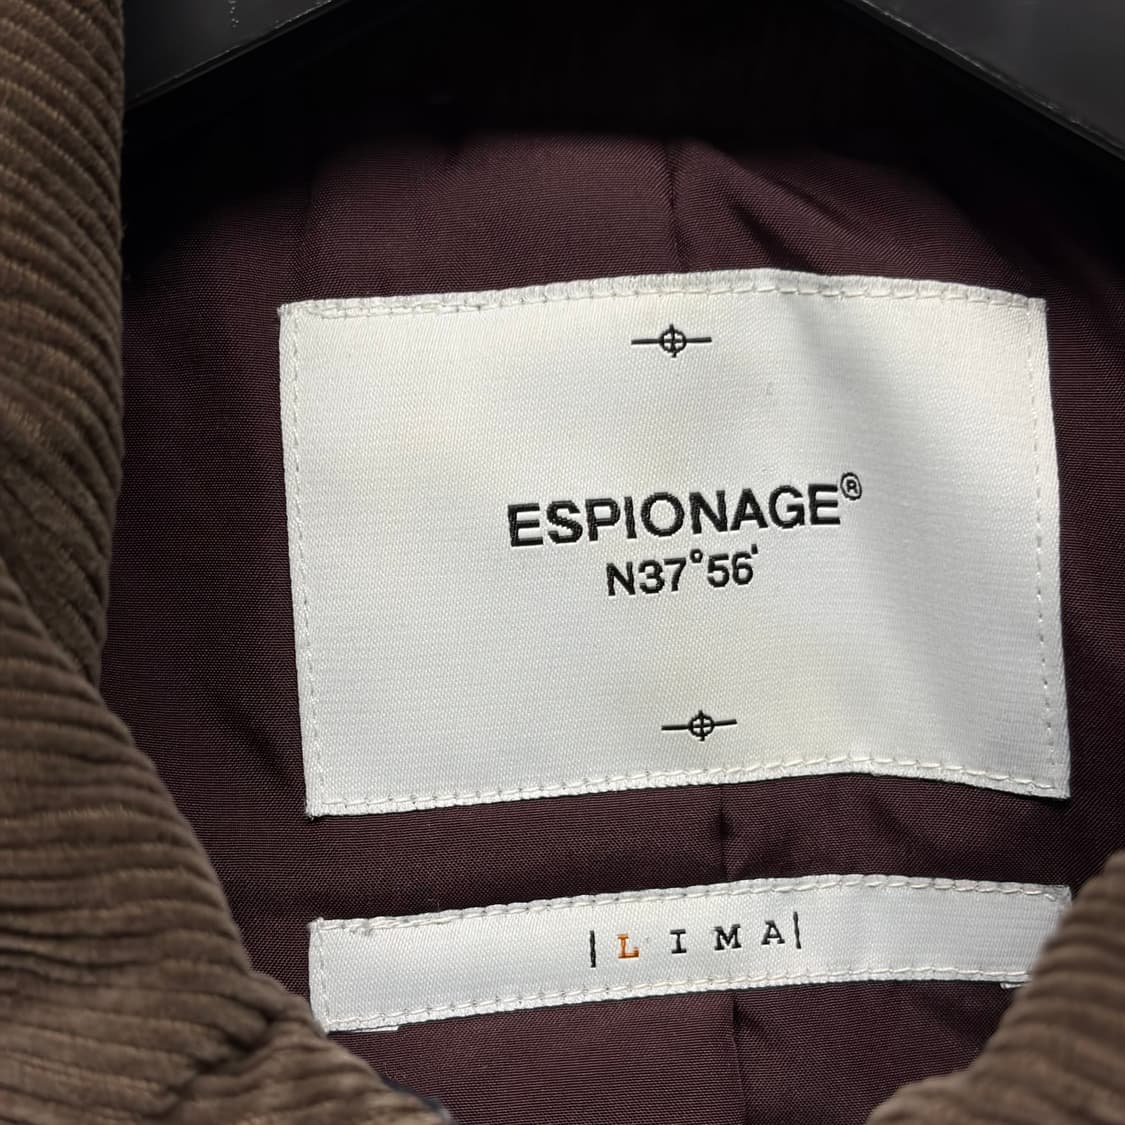 ESPIONAGE®
N37°56'
| L I M A |